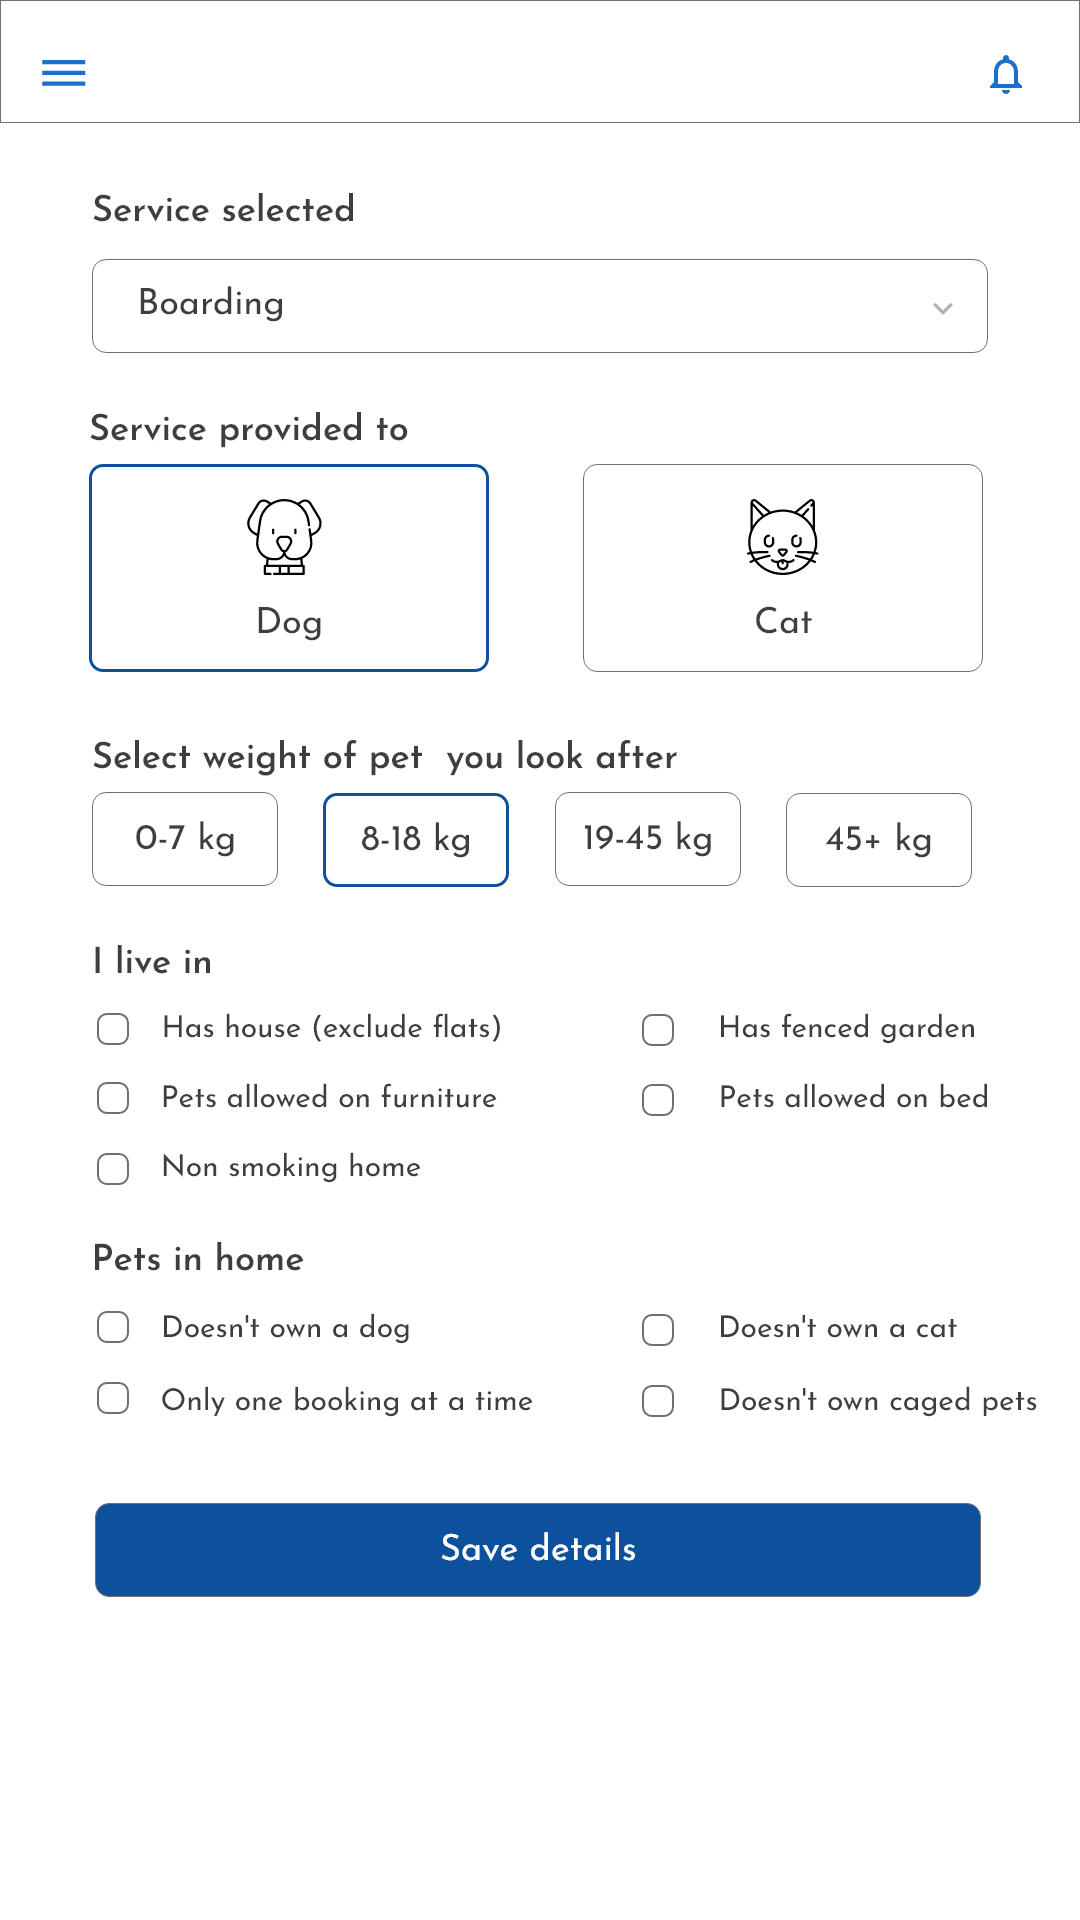 Service selected
Boarding
Service provided to
Dog Cat
Select weight of pet you look after
0-7 kg 8-18 kg 19-45 kg 45+ kg
I live in
Has house (exclude flats) Has fenced garden
Pets allowed on furniture Pets allowed on bed
Non smoking home
Pets in home
Doesn't own a dog Doesn't own a cat
Only one booking at a time Doesn't own caged pets
Save details